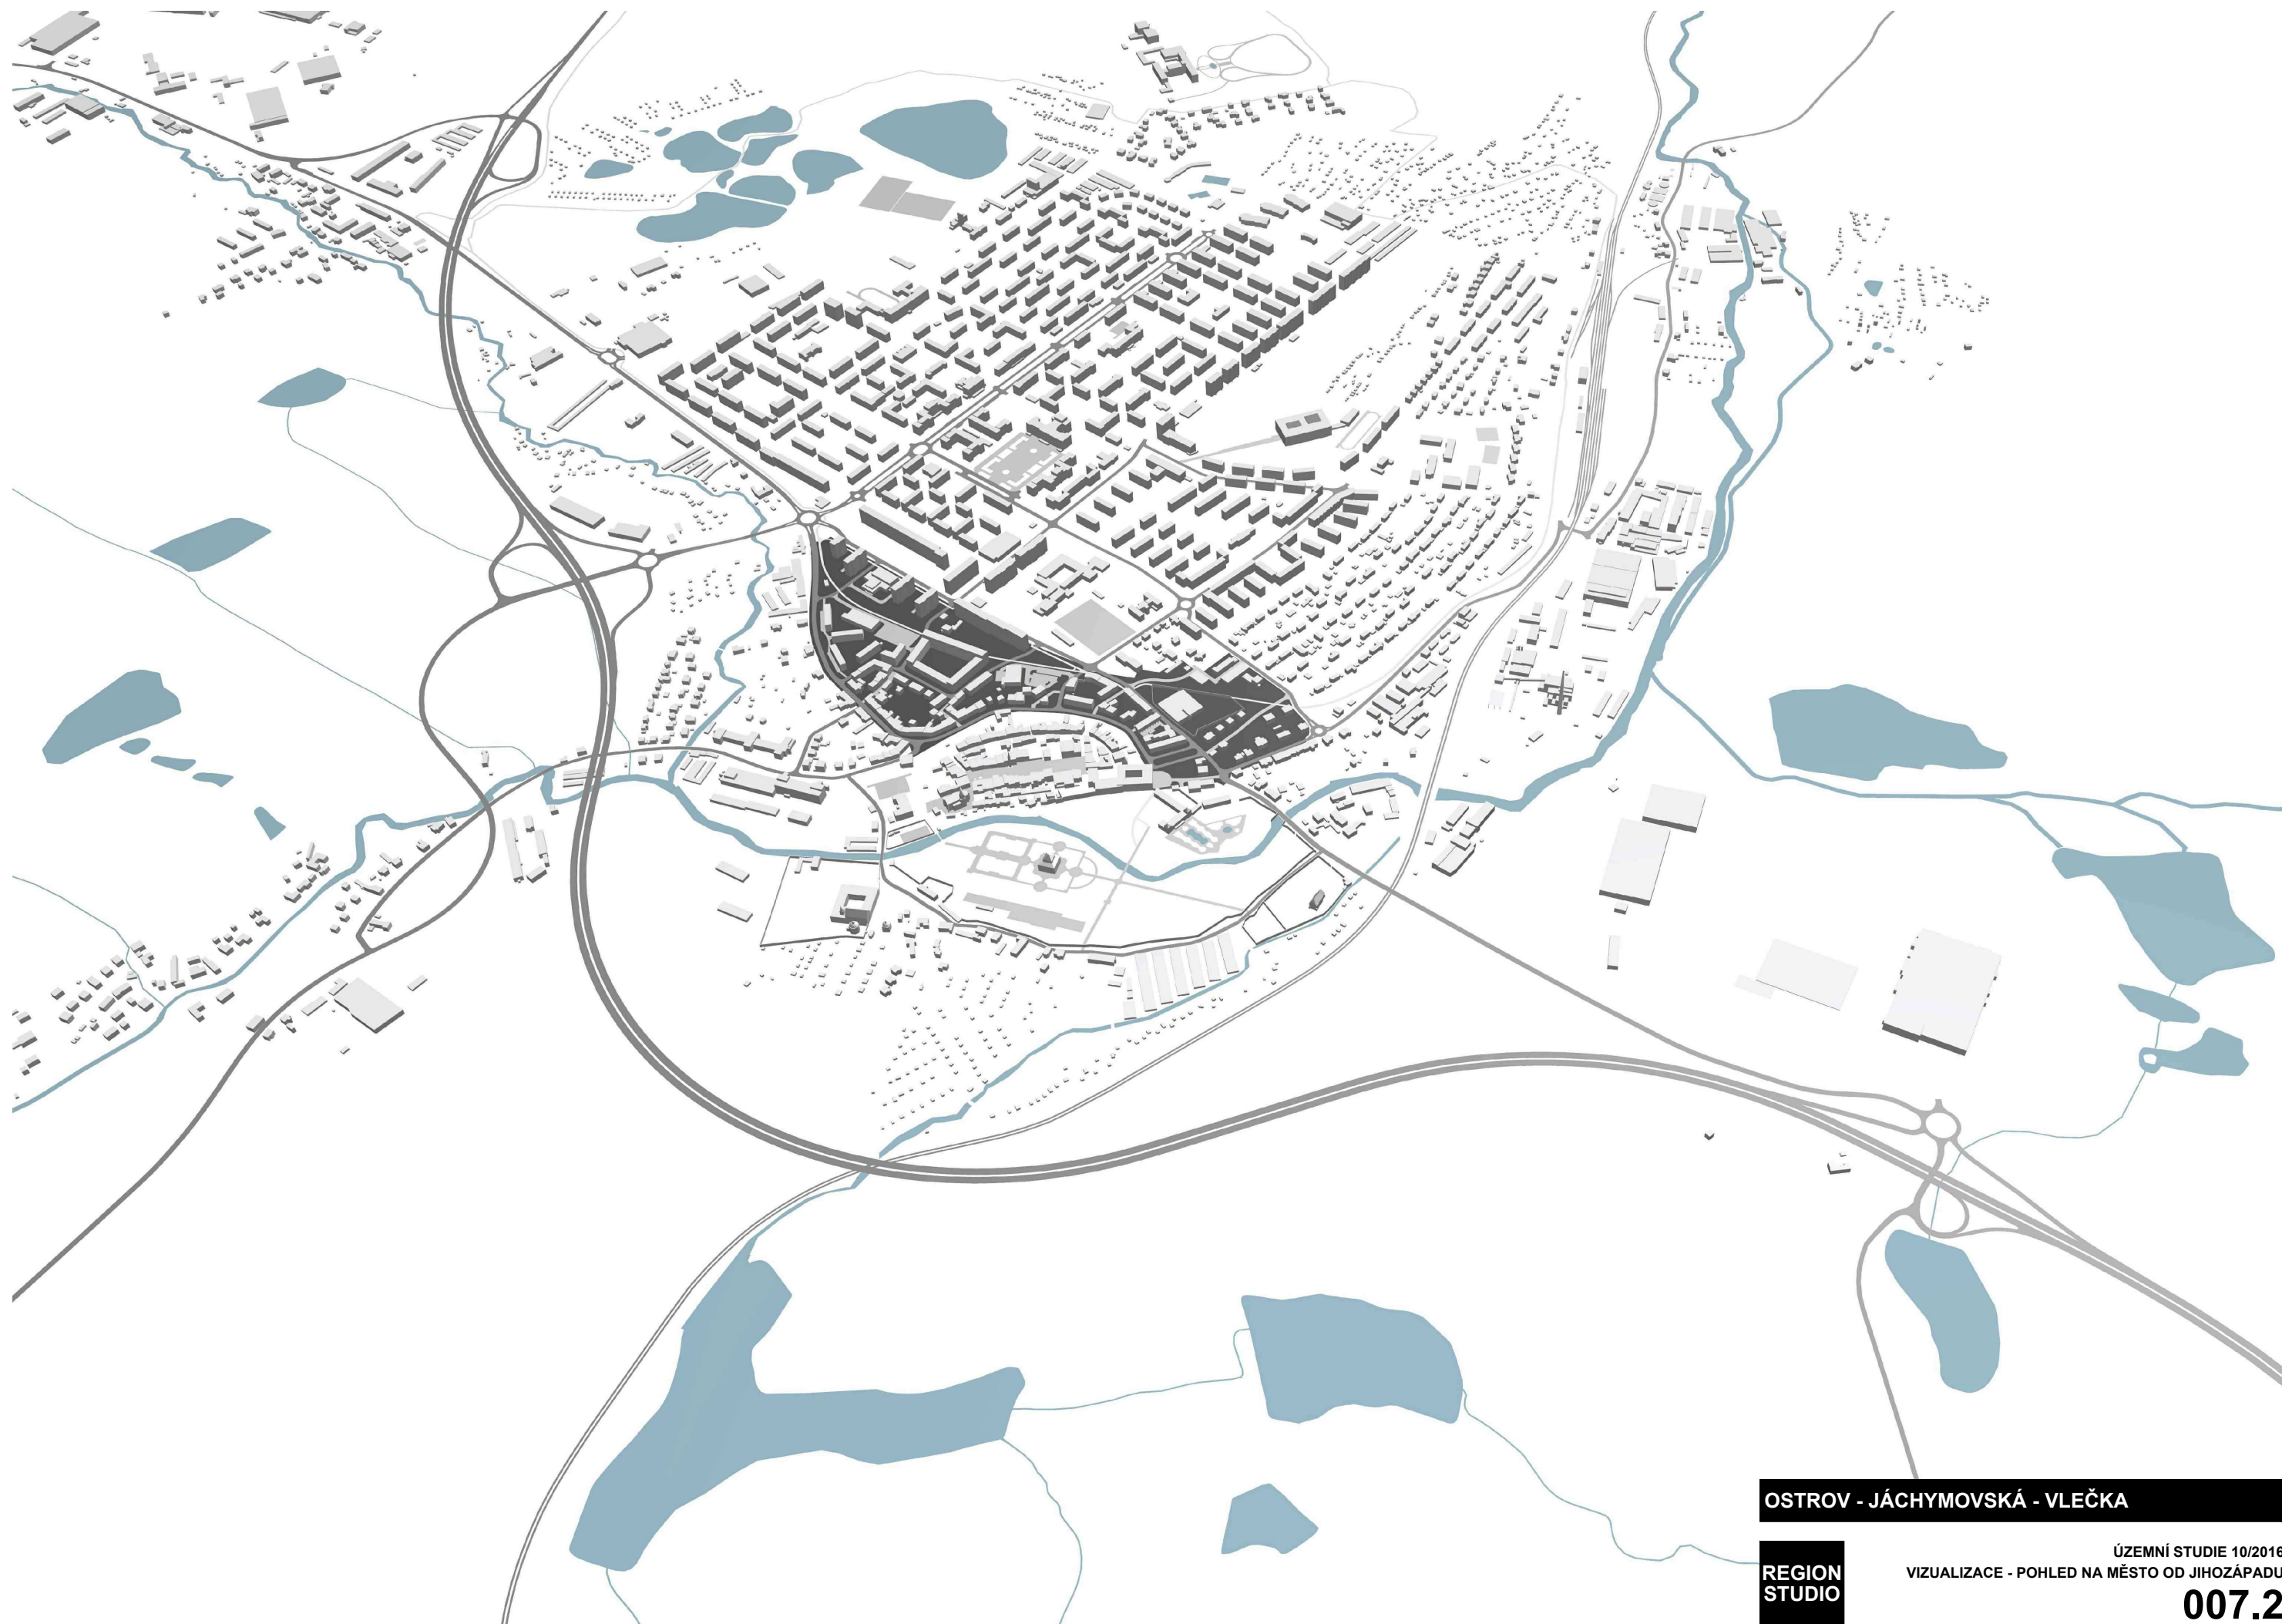 OSTROV - JÁCHYMOVSKÁ - VLEČKA
REGION
STUDIO
ÚZEMNÍ STUDIE 10/2016
VIZUALIZACE - POHLED NA MĚSTO OD JIHOZÁPADU
007.2